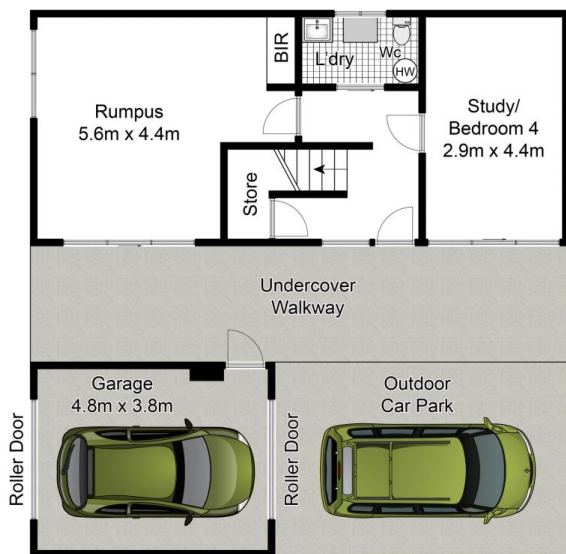 BIR
L'dry
Wc
HW
Rumpus
5.6m x 4.4m
Study/
Bedroom 4
2.9m x 4.4m
Store
Undercover
Walkway
Garage
4.8m x 3.8m
Outdoor
Car Park
Roller Door
Roller Door